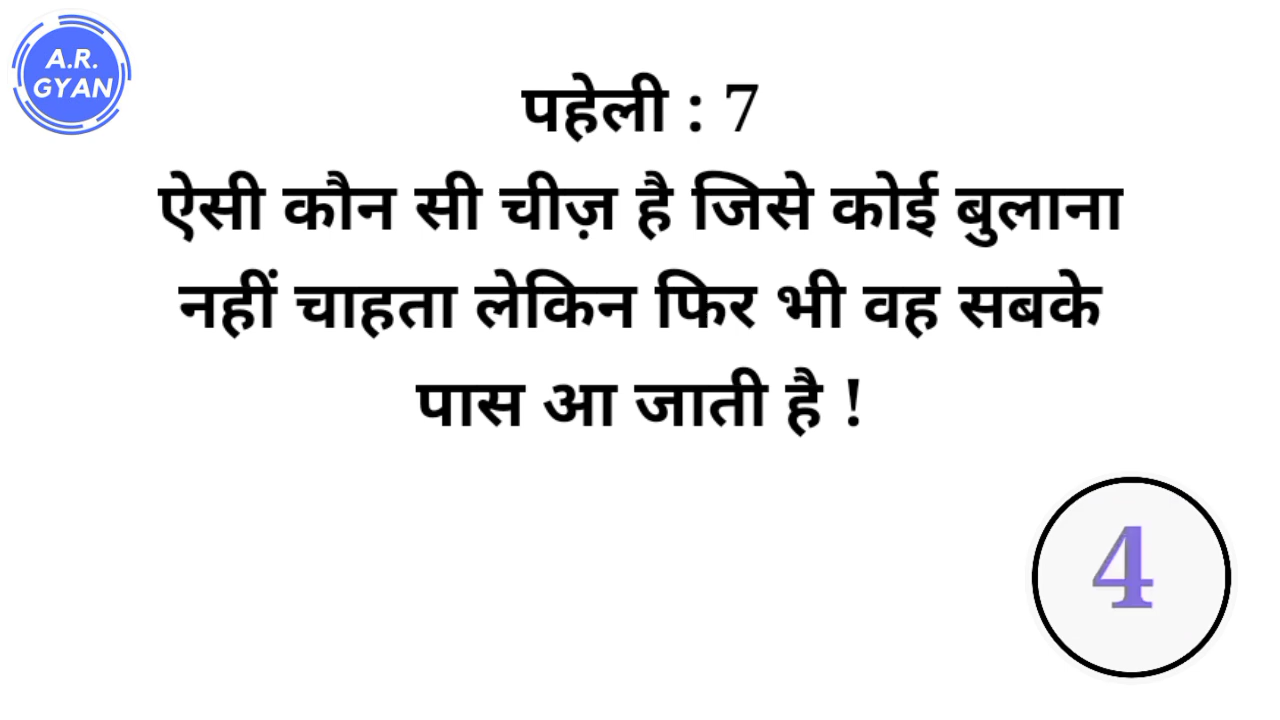 A.R.
GYAN
पहेली : 7
ऐसी कौन सी चीज़ है जिसे कोई बुलाना
नहीं चाहता लेकिन फिर भी वह सबके
पास आ जाती है !
4